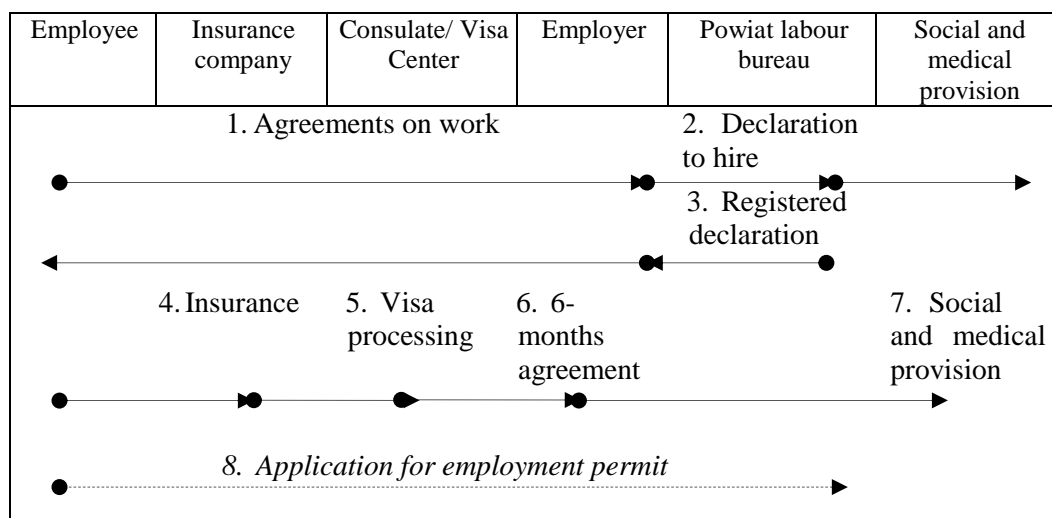 Employee
Insurance
company
Consulate/ Visa
Center
Employer
Powiat labour
bureau
Social and
medical
provision
1. Agreements on work
2. Declaration
to hire
3. Registered
declaration
4. Insurance
5. Visa
processing
6. 6-
months
agreement
7. Social
and medical
provision
8. Application for employment permit